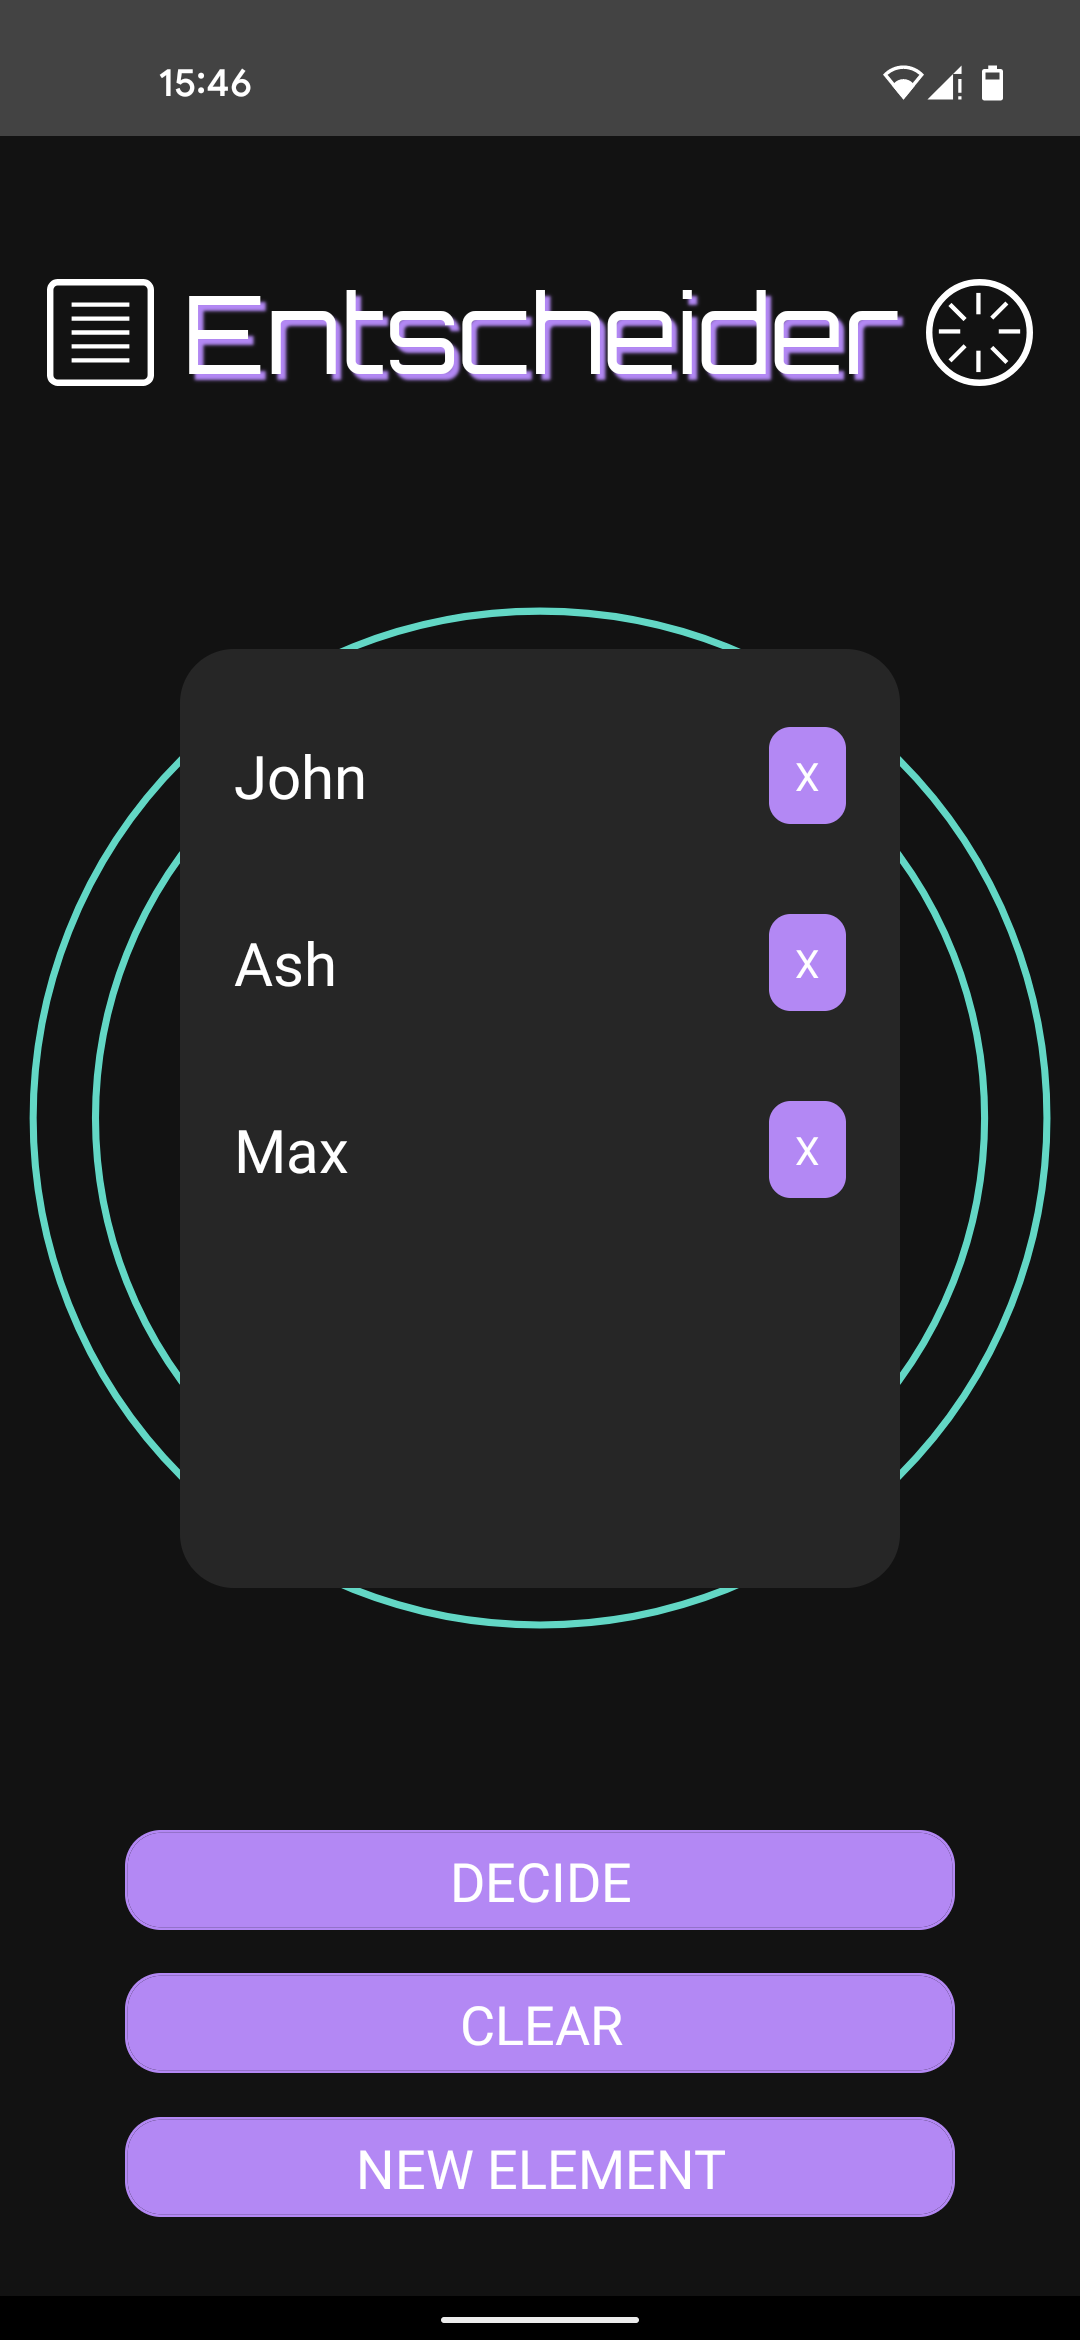 15:46
Entscheider
John X
Ash X
Max X
DECIDE
CLEAR
NEW ELEMENT